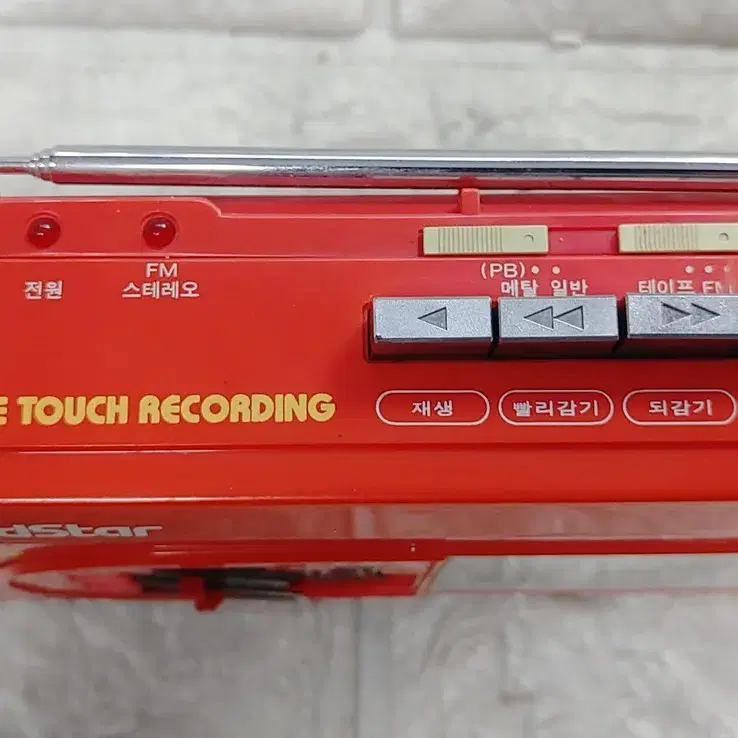 전원
FM
스테레오
(PB)
메탈 일반
테이프 FM
E TOUCH RECORDING
재생
빨리감기
되감기
dStar